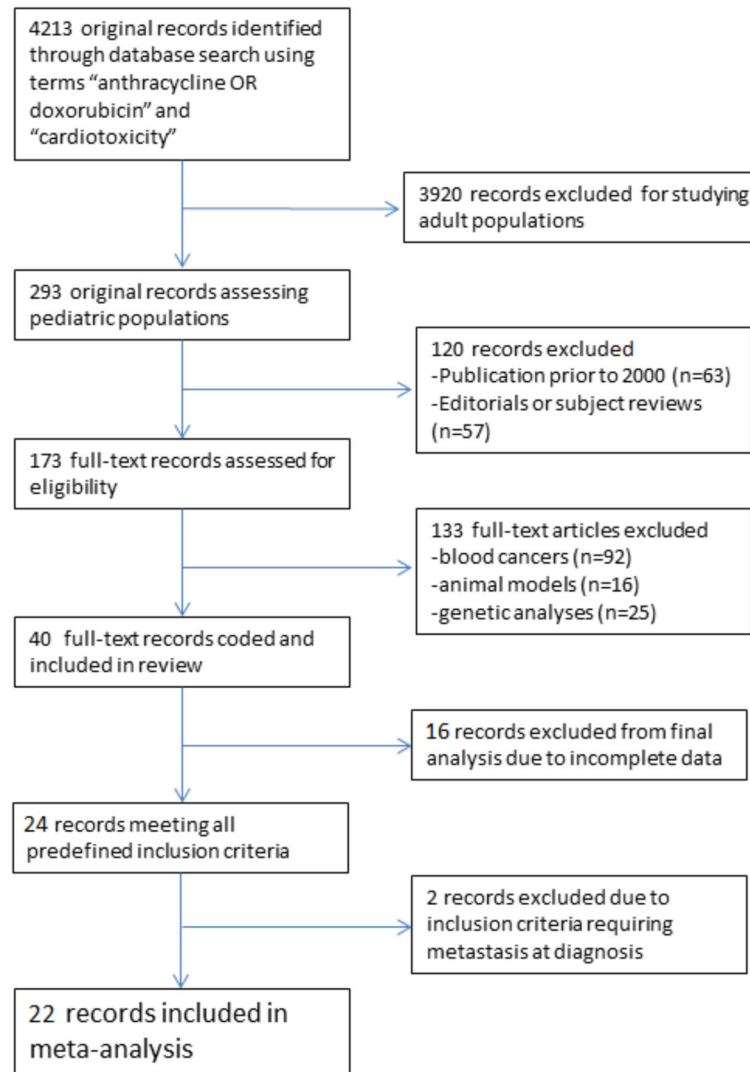 4213 original records identified
through database search using
terms “anthracycline OR
doxorubicin” and
“cardiotoxicity”
3920 records excluded for studying
adult populations
293 original records assessing
pediatric populations
120 records excluded
-Publication prior to 2000 (n=63)
-Editorials or subject reviews
(n=57)
173 full-text records assessed for
eligibility
133 full-text articles excluded
-blood cancers (n=92)
-animal models (n=16)
-genetic analyses (n=25)
40 full-text records coded and
included in review
16 records excluded from final
analysis due to incomplete data
24 records meeting all
predefined inclusion criteria
2 records excluded due to
inclusion criteria requiring
metastasis at diagnosis
22 records included in
meta-analysis